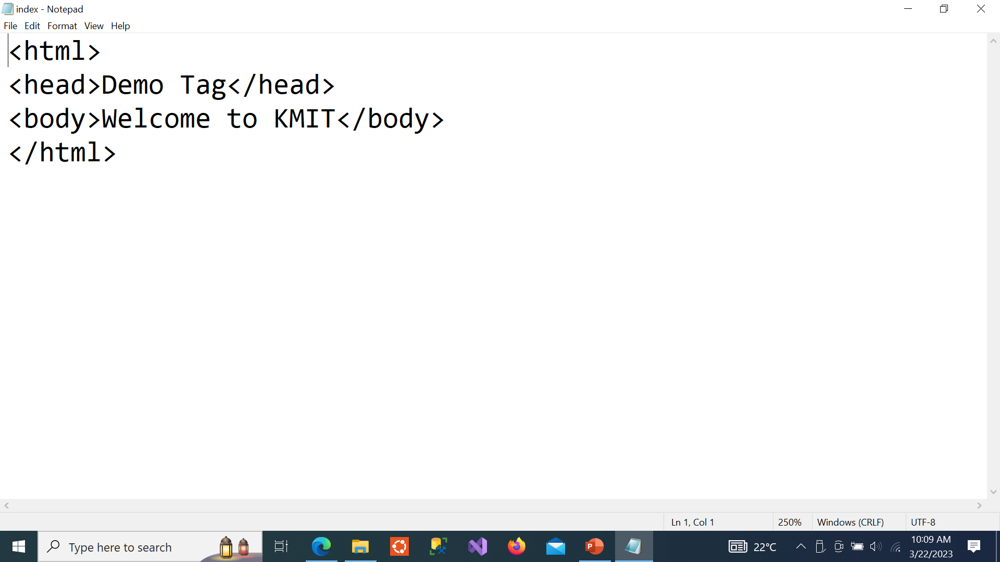 index - Notepad
File Edit Format View Help
<html>
<head>Demo Tag</head>
<body>Welcome to KMIT</body>
</html>
Ln 1, Col 1 250% Windows (CRLF) UTF-8
Type here to search
P
22°C
10:09 AM
3/22/2023